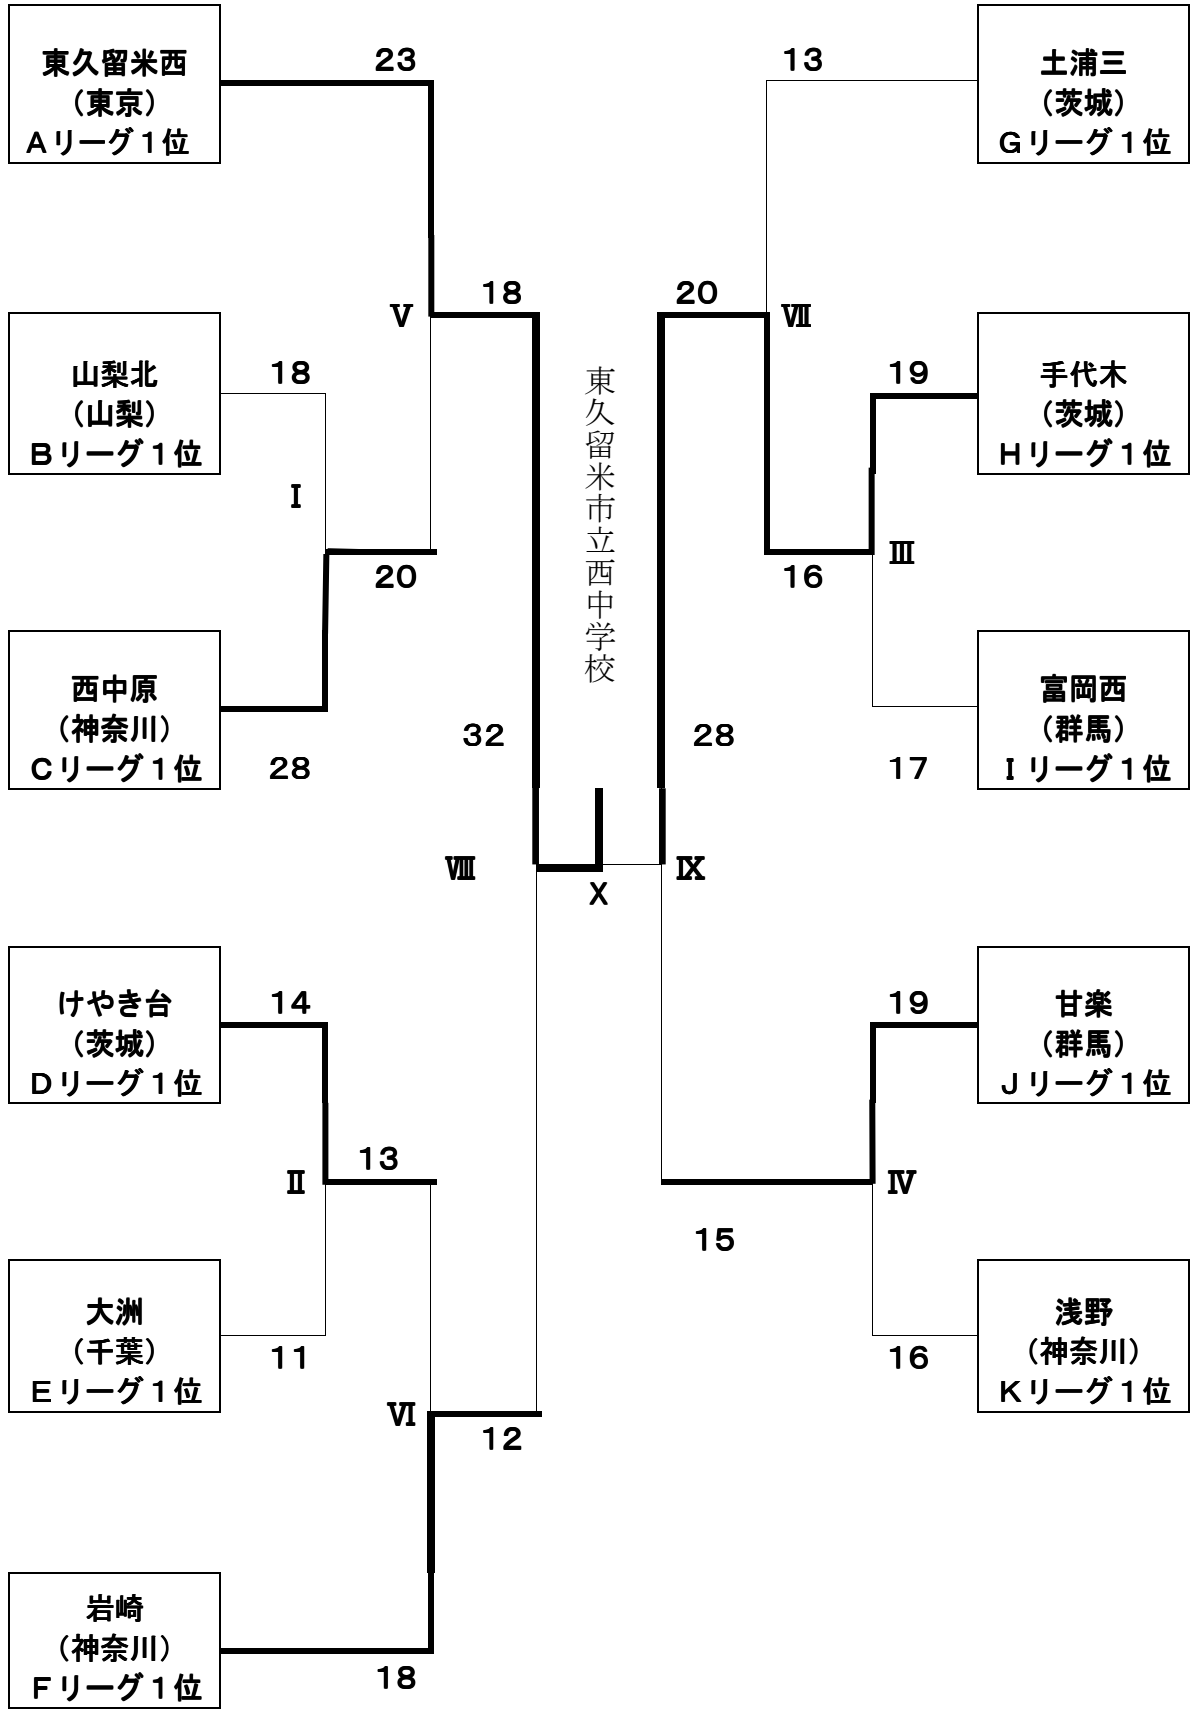 東久留米西
（東京）
Ａリーグ１位
23
山梨北
（山梨）
Ｂリーグ１位
18
Ⅰ
Ⅴ
18
西中原
（神奈川）
Ｃリーグ１位
28
20
32
Ⅷ
けやき台
（茨城）
Ｄリーグ１位
14
Ⅱ
13
大洲
（千葉）
Ｅリーグ１位
11
Ⅵ
12
岩崎
（神奈川）
Ｆリーグ１位
18
東久留米市立西中学校
Ⅹ
13
土浦三
（茨城）
Ｇリーグ１位
20
Ⅶ
19
手代木
（茨城）
Ｈリーグ１位
16
Ⅲ
富岡西
（群馬）
Ｉリーグ１位
17
28
Ⅸ
19
甘楽
（群馬）
Ｊリーグ１位
Ⅳ
15
浅野
（神奈川）
Ｋリーグ１位
16